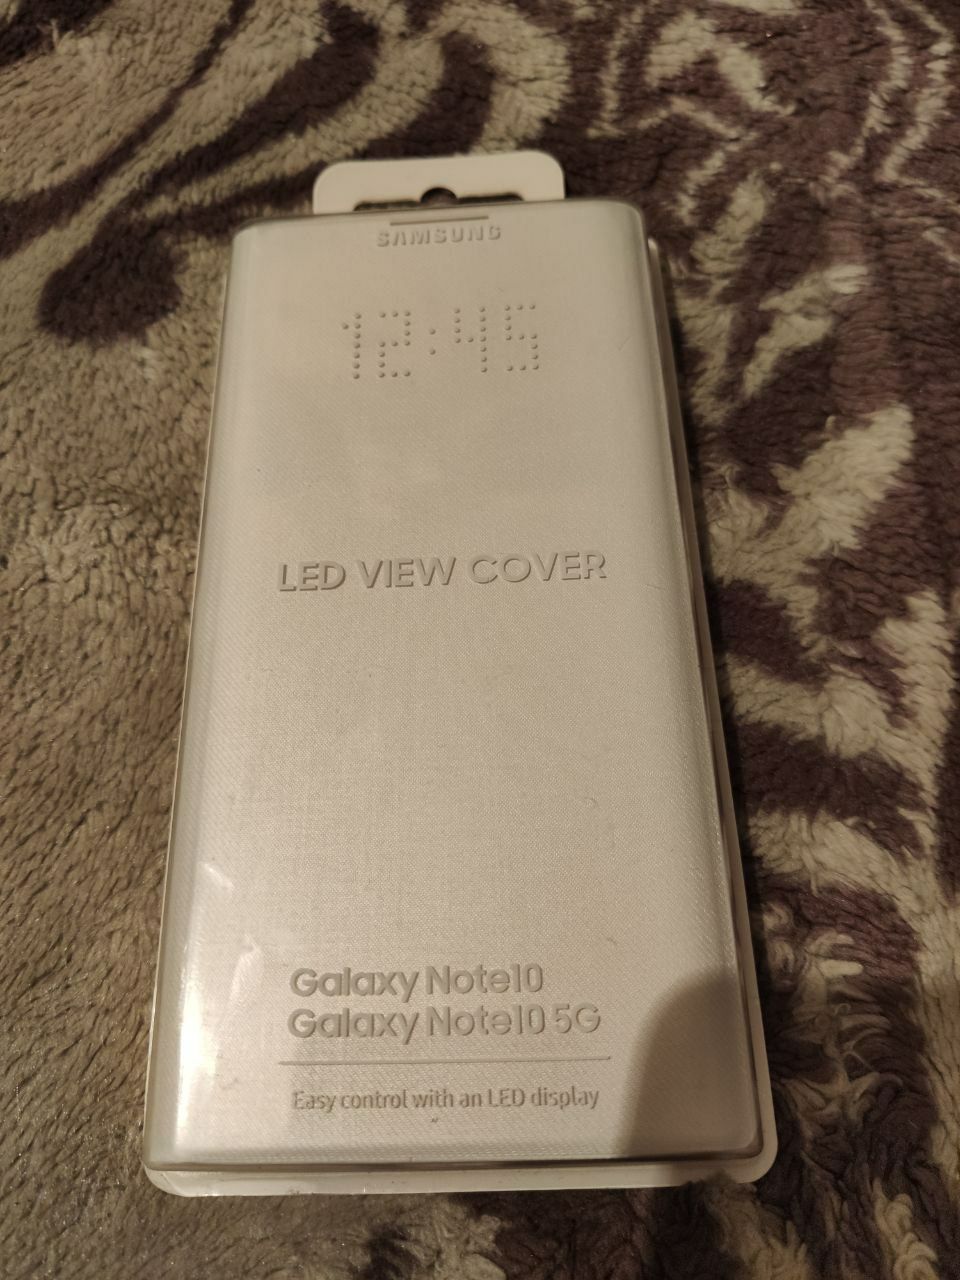 SAMSUNG
12:45
LED VIEW COVER
Galaxy Note10
Galaxy Note10 5G
Easy control with an LED display